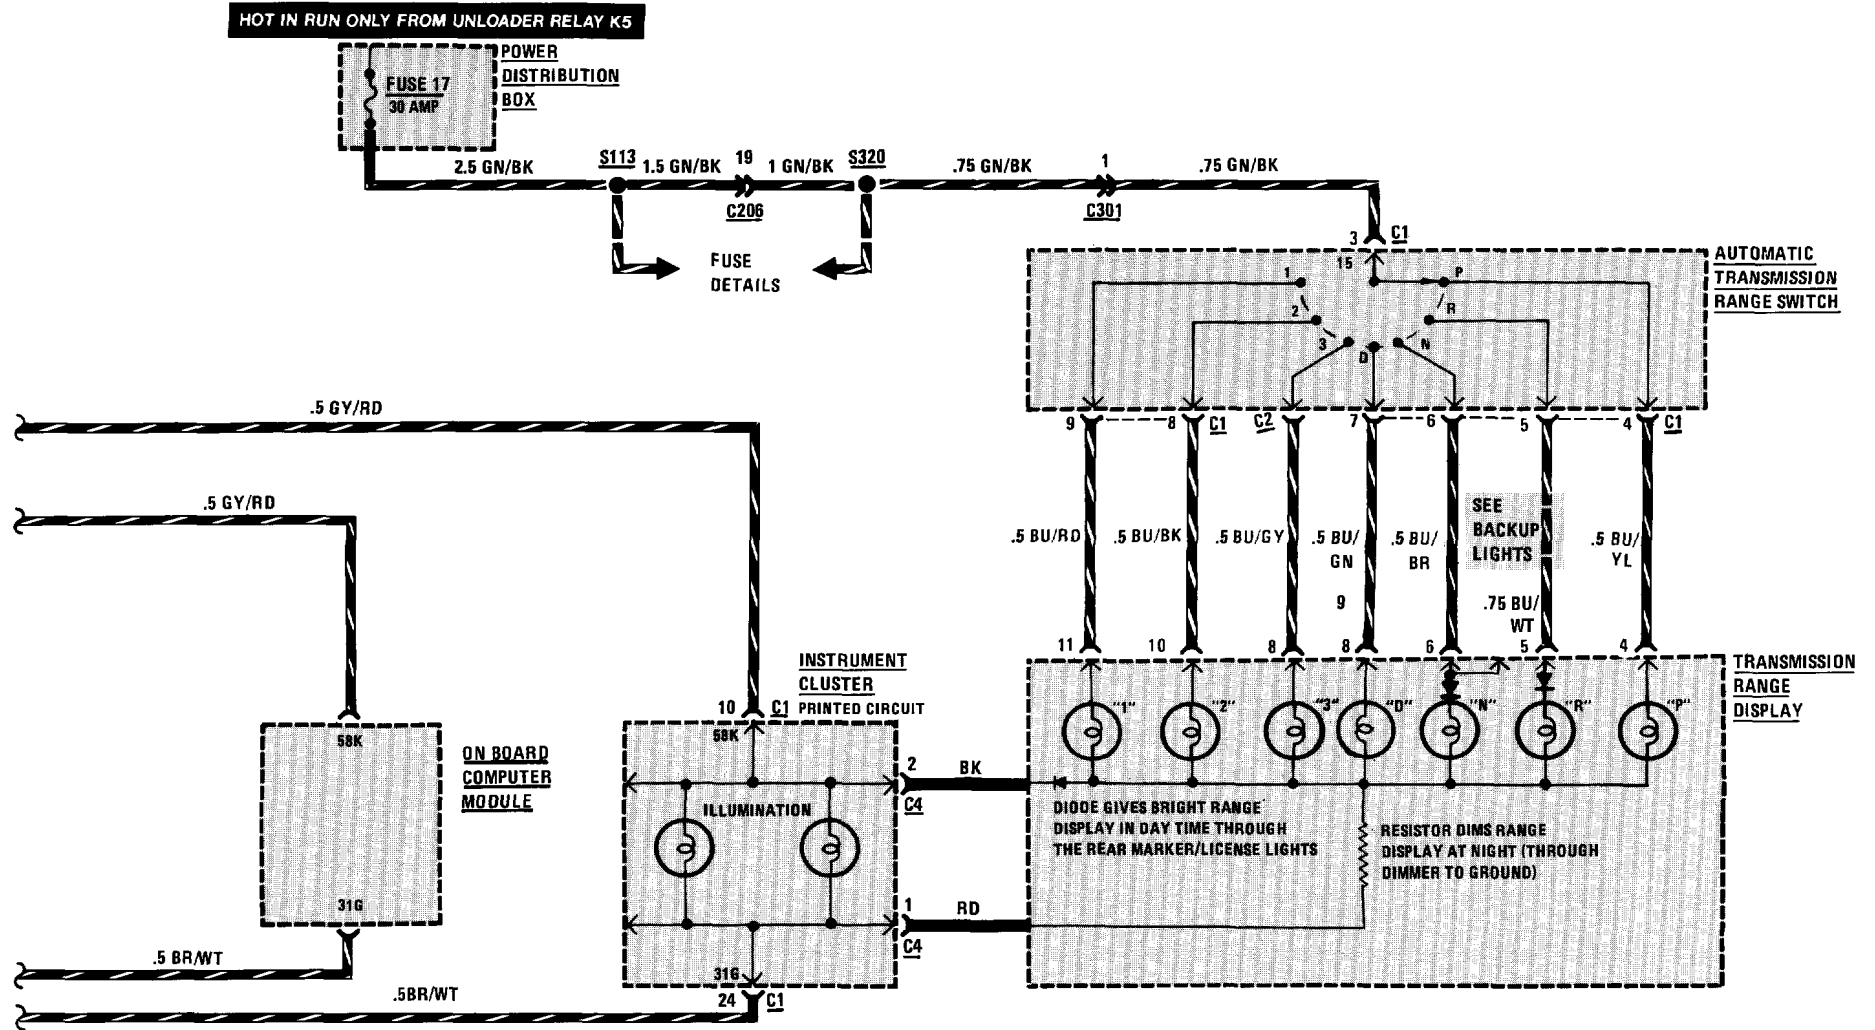 HOT IN RUN ONLY FROM UNLOADER RELAY K5
POWER
DISTRIBUTION
BOX
FUSE 17
30 AMP
2.5 GN/BK
S113
1.5 GN/BK
19
1 GN/BK
S320
.75 GN/BK
1
.75 GN/BK
C206
C301
FUSE
DETAILS
3
C1
15
AUTOMATIC
TRANSMISSION
RANGE SWITCH
1
P
2
R
3
D
N
.5 GY/RD
9
8
C1
C2
7
6
5
4
C1
.5 GY/RD
SEE
BACKUP
LIGHTS
.5 BU/RD
.5 BU/BK
.5 BU/GY
.5 BU/
GN
.5 BU/
BR
.5 BU/
YL
9
.75 BU/
WT
11
10
8
8
6
5
4
INSTRUMENT
CLUSTER
PRINTED CIRCUIT
TRANSMISSION
RANGE
DISPLAY
10
C1
58K
58K
"1"
"2"
"3"
"D"
"N"
"R"
"P"
ON BOARD
COMPUTER
MODULE
2
BK
C4
ILLUMINATION
DIODE GIVES BRIGHT RANGE
DISPLAY IN DAY TIME THROUGH
THE REAR MARKER/LICENSE LIGHTS
RESISTOR DIMS RANGE
DISPLAY AT NIGHT (THROUGH
DIMMER TO GROUND)
31G
1
RD
C4
.5 BR/WT
31G
.5BR/WT
24
C1